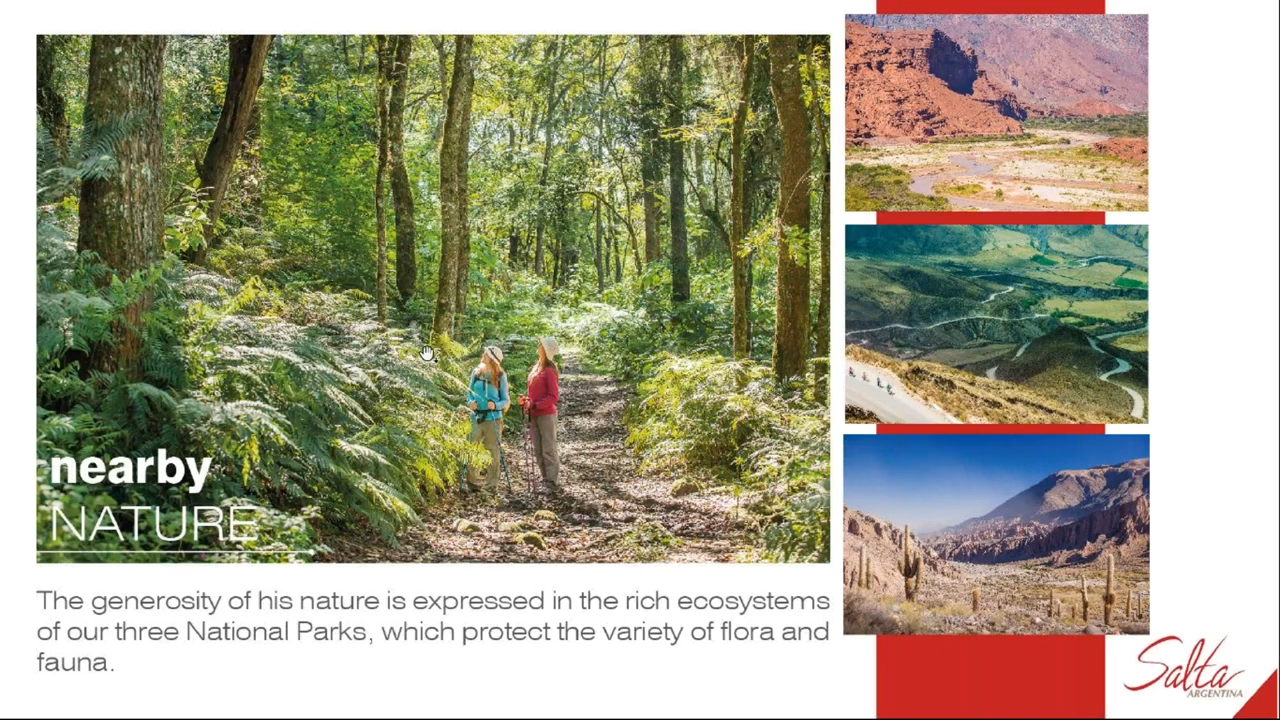 nearby
NATURE
The generosity of his nature is expressed in the rich ecosystems
of our three National Parks, which protect the variety of flora and
fauna.
Salta
ARGENTINA